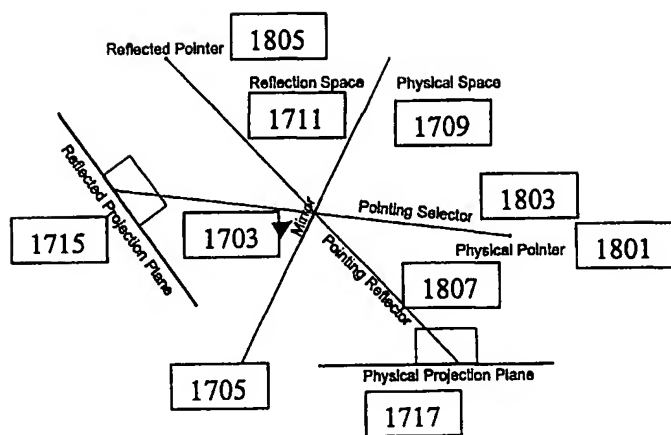 Reflected Pointer
1805
Reflection Space
1711
Physical Space
1709
Reflected Projection Plane
1715
1703
Mirror
Pointing Selector
1803
Physical Pointer
1801
Pointing Reflector
1807
1705
Physical Projection Plane
1717